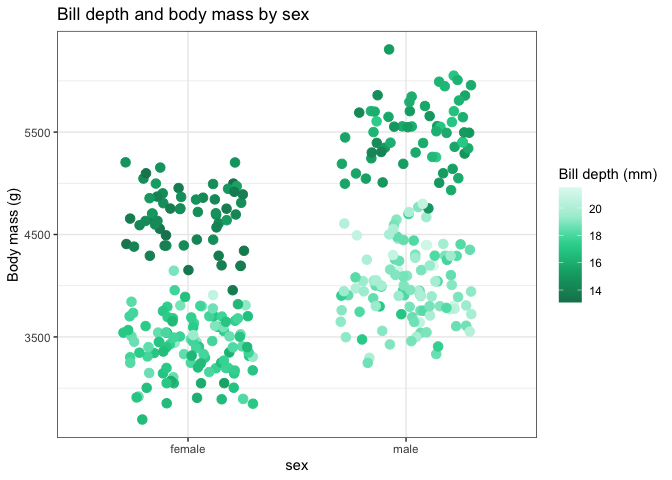 Bill depth and body mass by sex
Body mass (g)
5500
4500
3500
female
male
sex
Bill depth (mm)
20
18
16
14